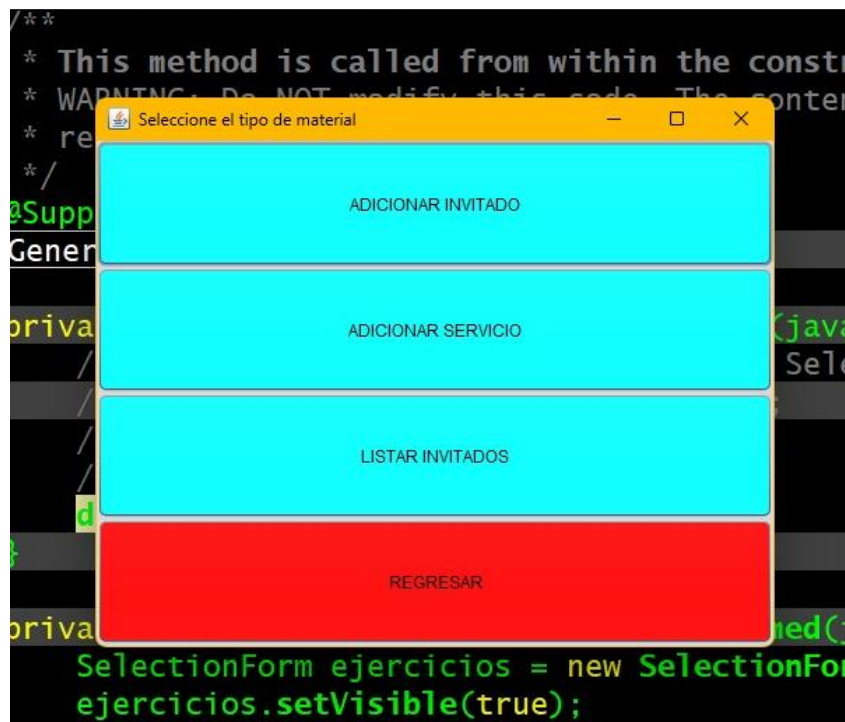 /**
* This method is called from within the
* WARNING: Do NOT modify this code. The
* re
*/
@Supp
Gener
Seleccione el tipo de material
ADICIONAR INVITADO
priva
(java
ADICIONAR SERVICIO
Sele
/
/
/
/
d
LISTAR INVITADOS
}
REGRESAR
priva
med(j
SelectionForm ejercicios = new SelectionFor
ejercicios.setVisible(true);